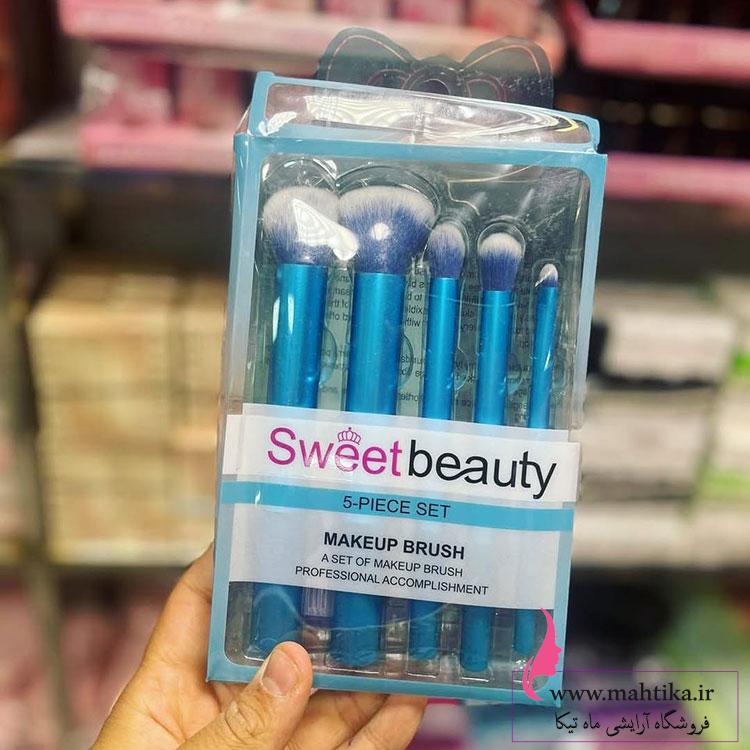 Sweetbeauty
5-PIECE SET
MAKEUP BRUSH
A SET OF MAKEUP BRUSH
PROFESSIONAL ACCOMPLISHMENT
www.mahtika.ir
فروشگاه آرایشی ماه تیکا